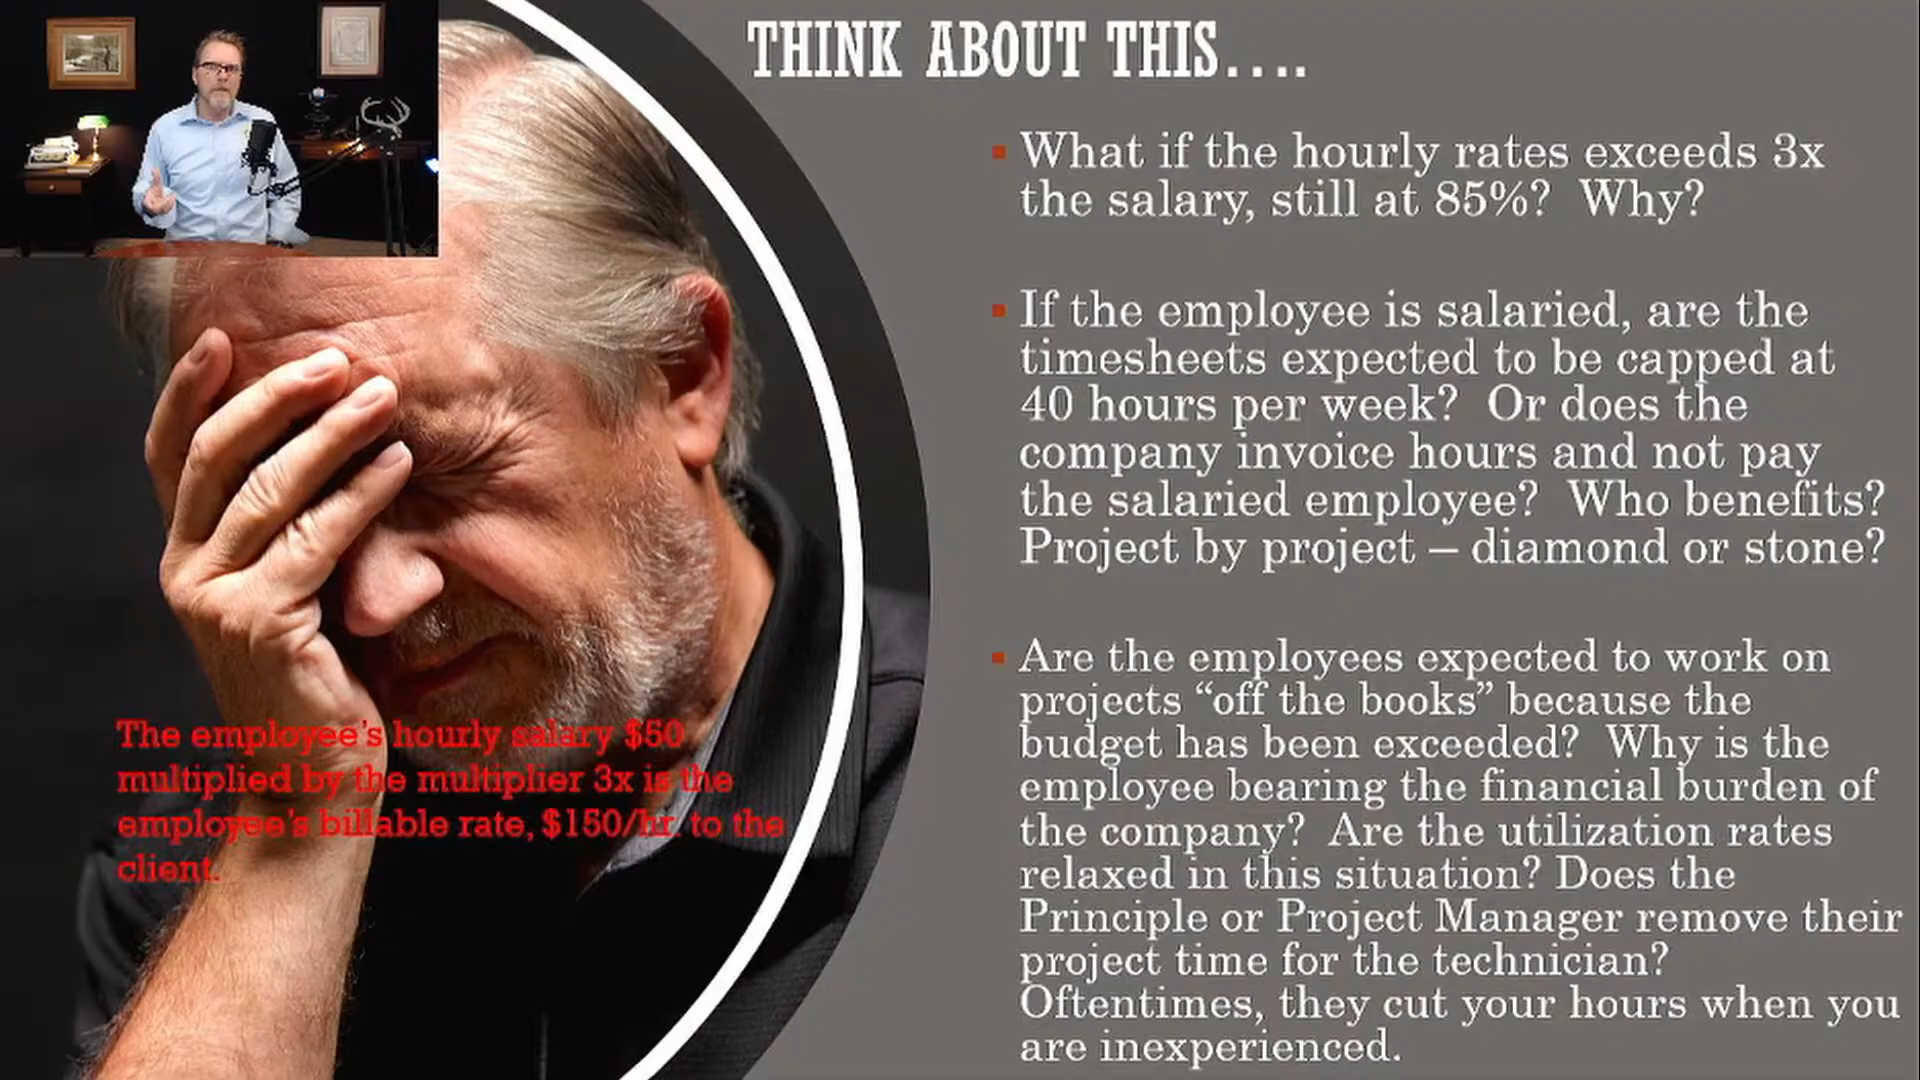 THINK ABOUT THIS....
What if the hourly rates exceeds 3x
the salary, still at 85%? Why?
If the employee is salaried, are the
timesheets expected to be capped at
40 hours per week? Or does the
company invoice hours and not pay
the salaried employee? Who benefits?
Project by project – diamond or stone?
Are the employees expected to work on
projects “off the books” because the
budget has been exceeded? Why is the
employee bearing the financial burden of
the company? Are the utilization rates
relaxed in this situation? Does the
Principle or Project Manager remove their
project time for the technician?
Oftentimes, they cut your hours when you
are inexperienced.
The employee’s hourly salary $50
multiplied by the multiplier 3x is the
employee’s billable rate, $150/hr, to the
client.